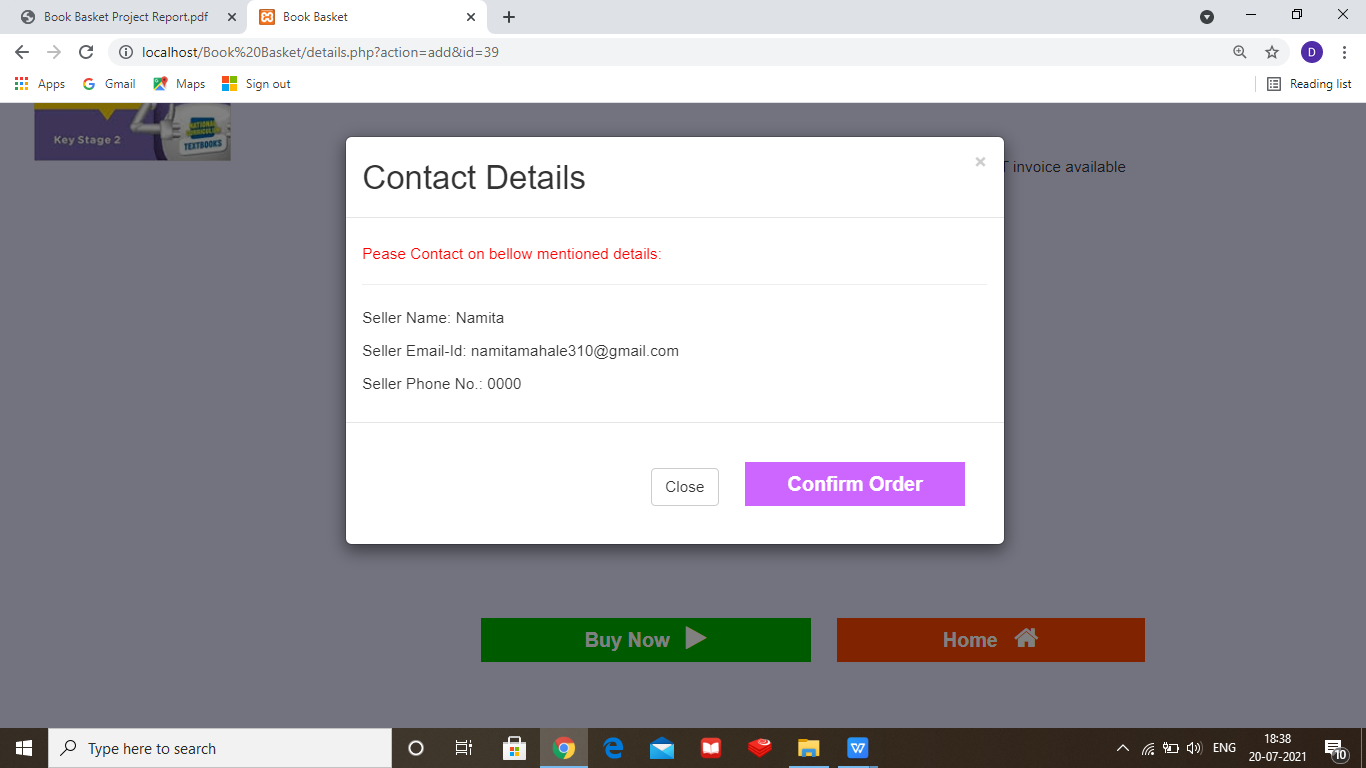 Book Basket Project Report.pdf
Book Basket
localhost/Book%20Basket/details.php?action=add&id=39
D
Apps
Gmail
Maps
Sign out
Reading list
Key Stage 2
NATIONAL CURRICULUM
TEXTBOOKS
T invoice available
Contact Details
×
Pease Contact on bellow mentioned details:
Seller Name: Namita
Seller Email-Id: namitamahale310@gmail.com
Seller Phone No.: 0000
Close
Confirm Order
Buy Now
Home
Type here to search
ENG
18:38
20-07-2021
10